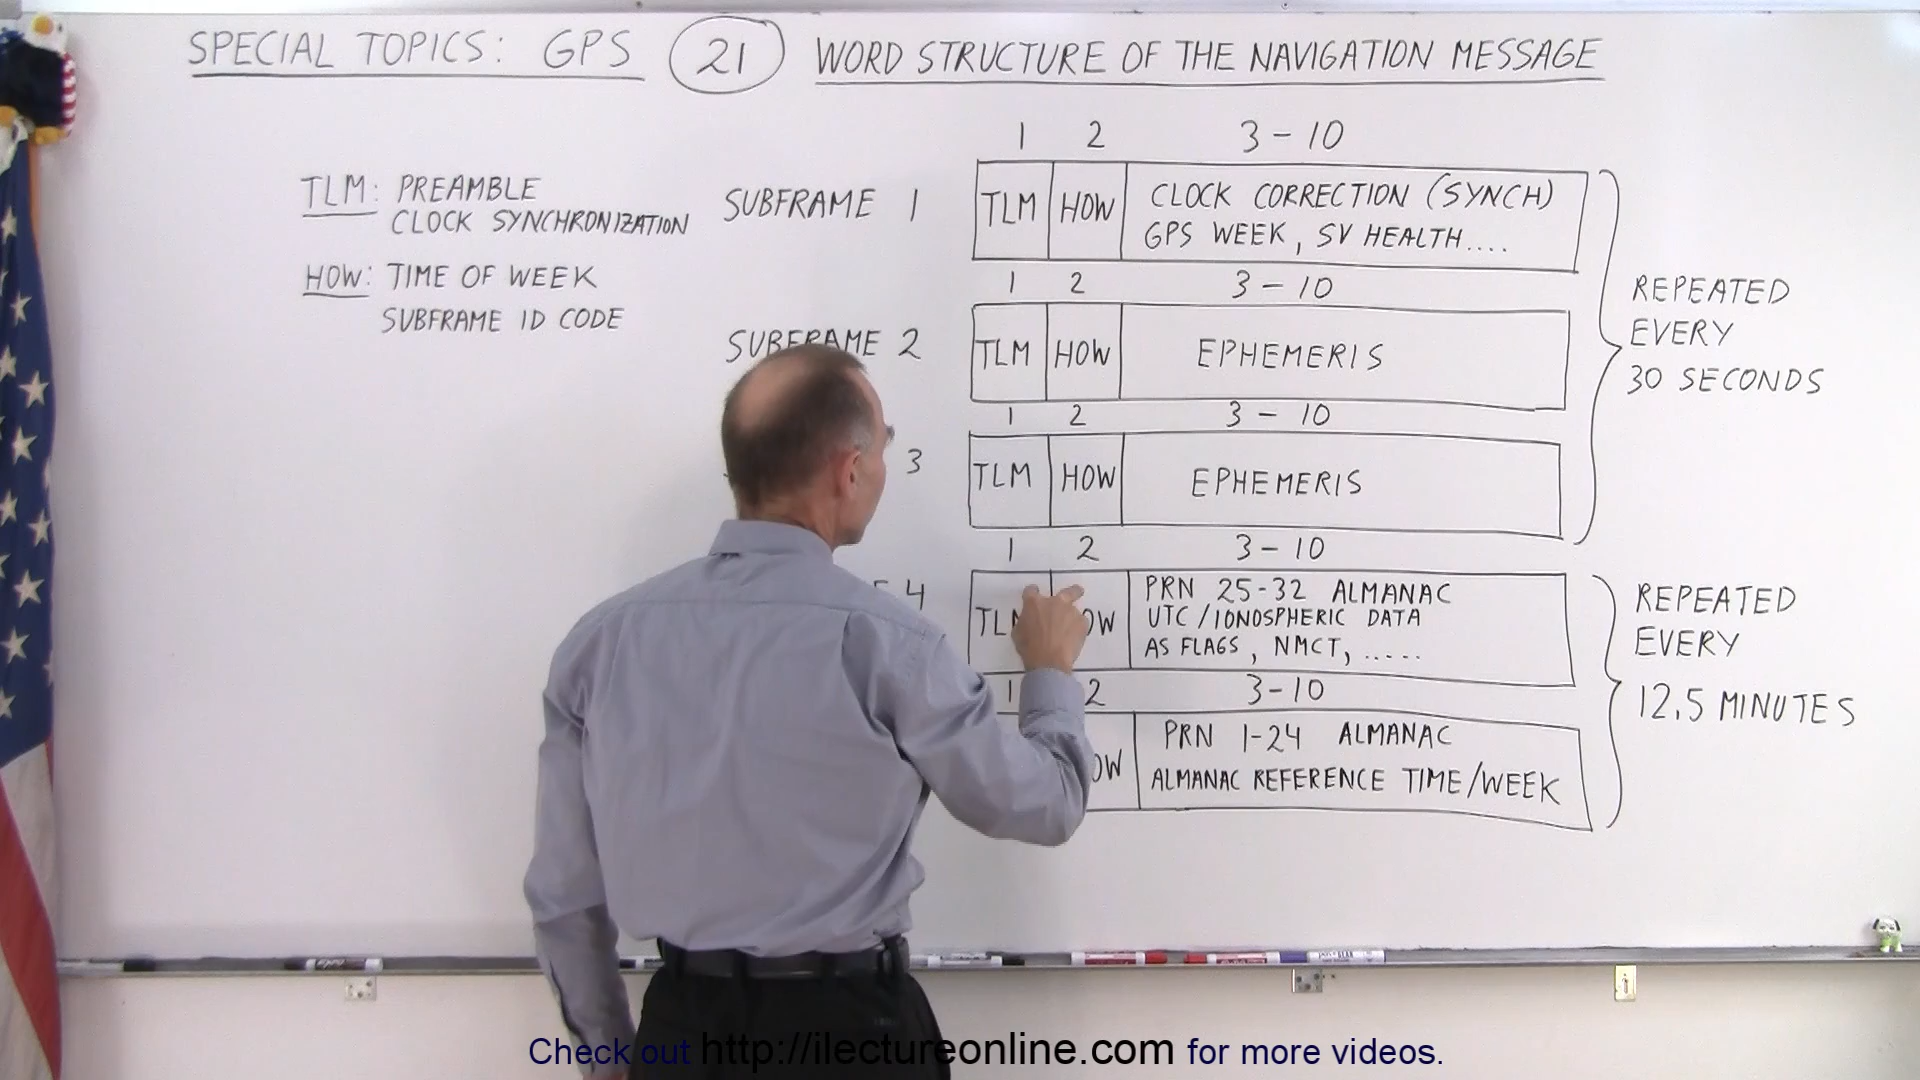 SPECIAL TOPICS: GPS 21 WORD STRUCTURE OF THE NAVIGATION MESSAGE
TLM: PREAMBLE
CLOCK SYNCHRONIZATION
HOW: TIME OF WEEK
SUBFRAME ID CODE
1 2 3-10
SUBFRAME 1 TLM HOW CLOCK CORRECTION (SYNCH)
GPS WEEK, SV HEALTH....
1 2 3-10
SUBFRAME 2 TLM HOW EPHEMERIS
1 2 3-10
3 TLM HOW EPHEMERIS
REPEATED
EVERY
30 SECONDS
1 2 3-10
4 PRN 25-32 ALMANAC
UTC/IONOSPHERIC DATA
AS FLAGS, NMCT, .....
1 2 3-10
PRN 1-24 ALMANAC
ALMANAC REFERENCE TIME/WEEK
REPEATED
EVERY
12.5 MINUTES
Check out http://ilectureonline.com for more videos.